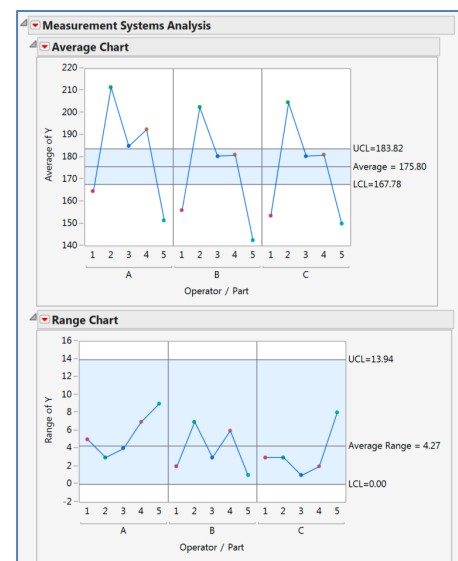 Measurement Systems Analysis
Average Chart
220
210
200
190
180
170
160
150
140
Average of Y
UCL=183.82
Average = 175.80
LCL=167.78
1 2 3 4 5 1 2 3 4 5 1 2 3 4 5
A B C
Operator / Part
Range Chart
16
14
12
10
8
6
4
2
0
-2
Range of Y
UCL=13.94
Average Range = 4.27
LCL=0.00
1 2 3 4 5 1 2 3 4 5 1 2 3 4 5
A B C
Operator / Part